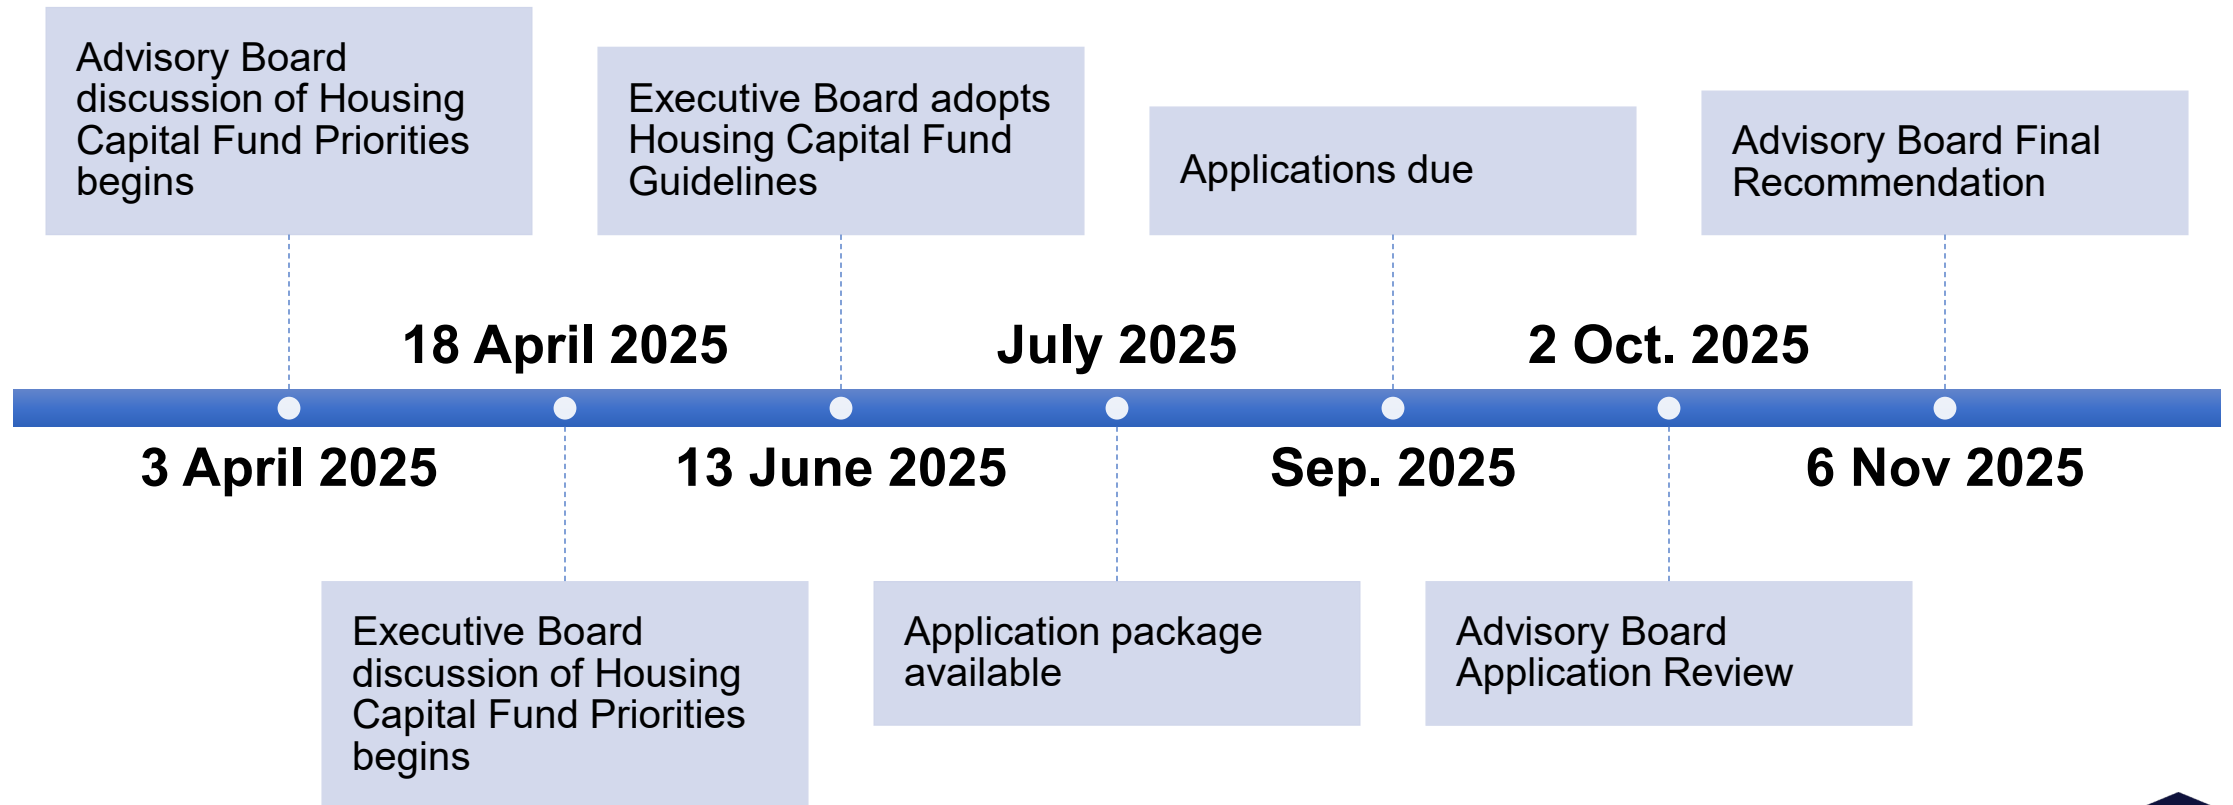 Advisory Board
discussion of Housing
Capital Fund Priorities
begins
Executive Board adopts
Housing Capital Fund
Guidelines
Applications due
Advisory Board Final
Recommendation
18 April 2025
July 2025
2 Oct. 2025
3 April 2025
13 June 2025
Sep. 2025
6 Nov 2025
Executive Board
discussion of Housing
Capital Fund Priorities
begins
Application package
available
Advisory Board
Application Review